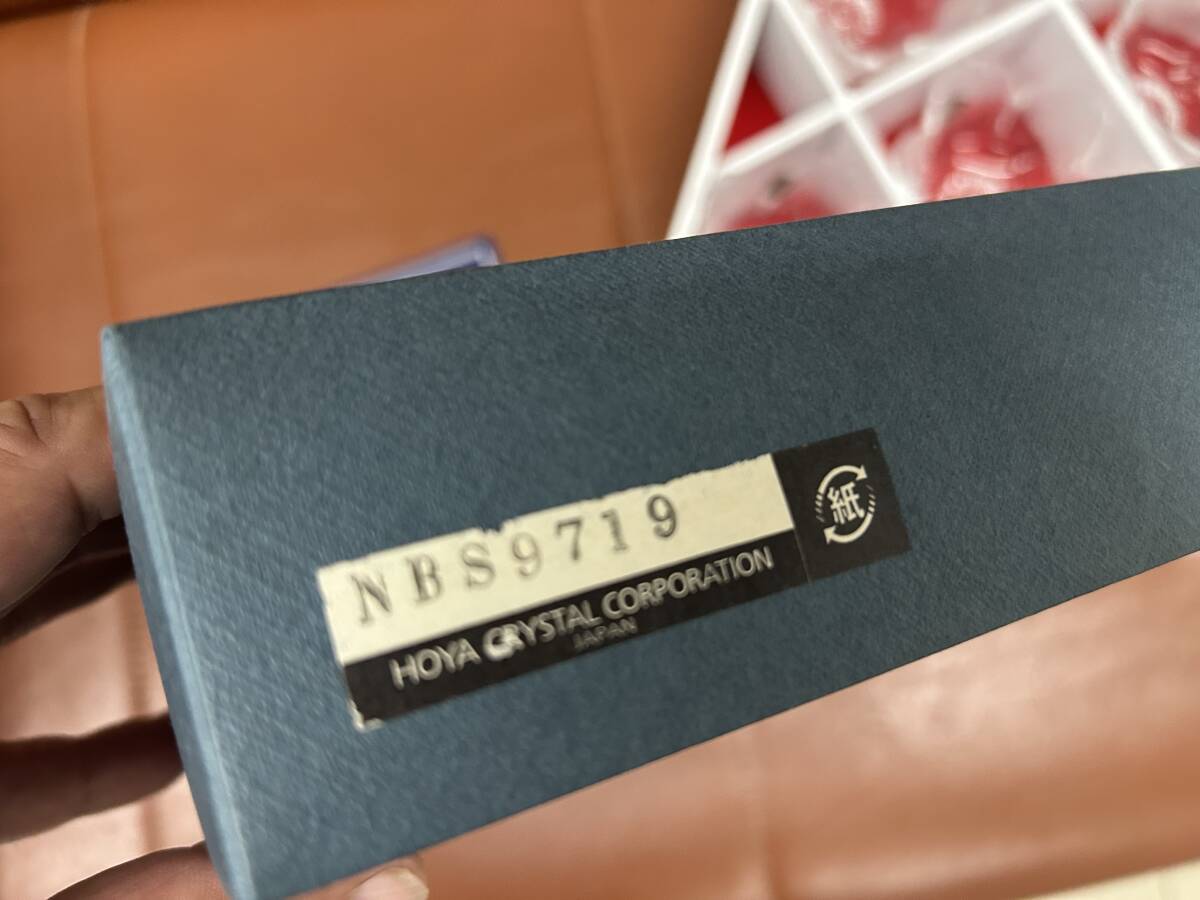 NBS9719
HOYA CRYSTAL CORPORATION
JAPAN
紙